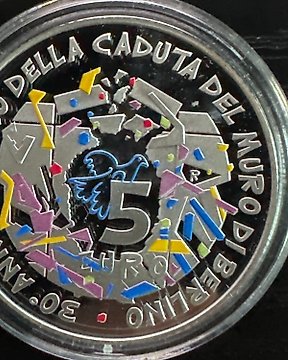 30° ANN
O DELLA CADUTA DEL MURO DI BERLINO
5
EURO
R